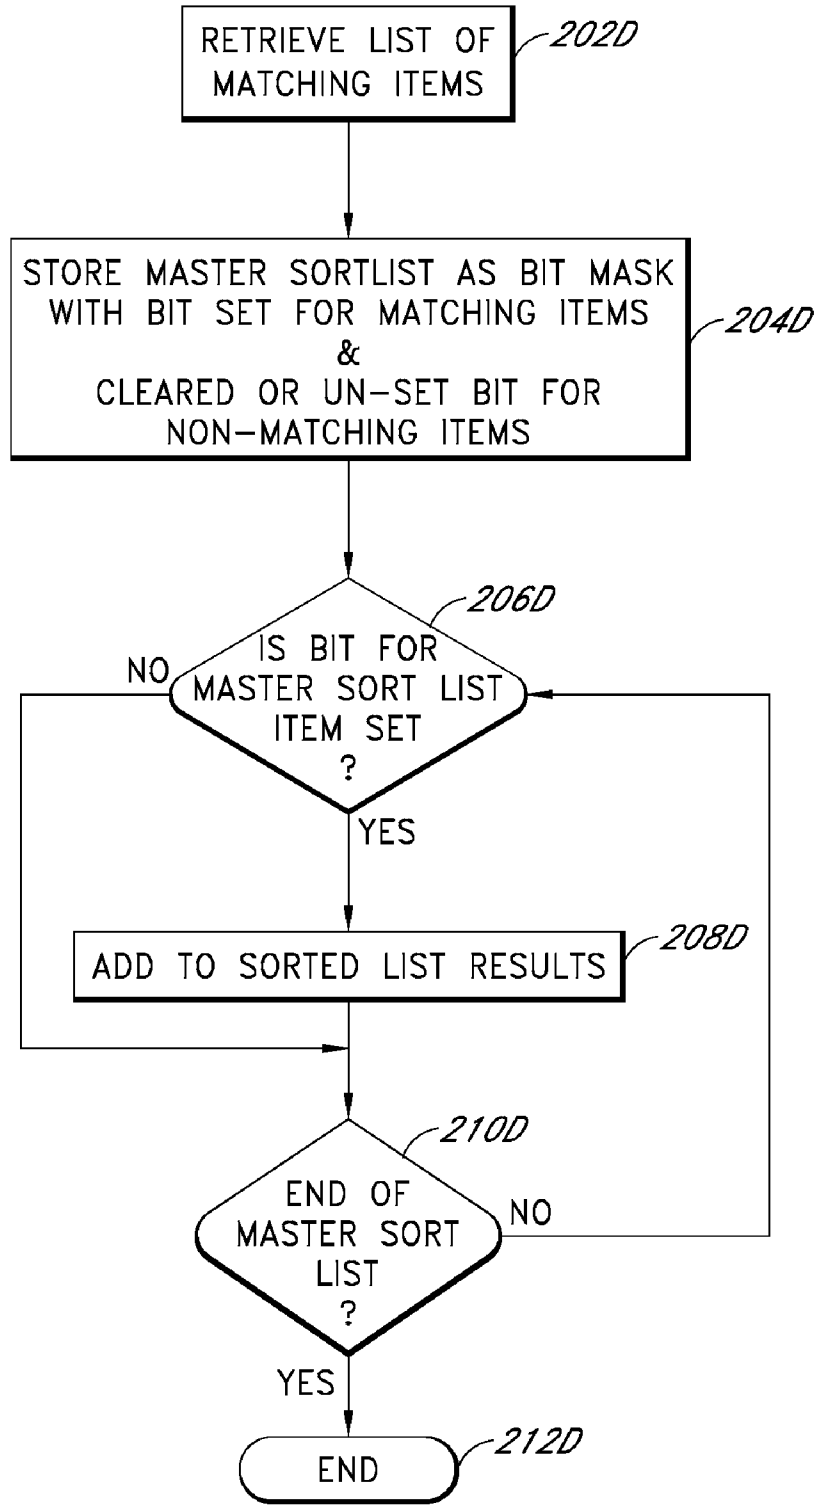 RETRIEVE LIST OF
MATCHING ITEMS
202D
STORE MASTER SORTLIST AS BIT MASK
WITH BIT SET FOR MATCHING ITEMS
&
CLEARED OR UN-SET BIT FOR
NON-MATCHING ITEMS
204D
206D
IS BIT FOR
MASTER SORT LIST
ITEM SET
?
NO
YES
ADD TO SORTED LIST RESULTS
208D
210D
END OF
MASTER SORT
LIST
?
NO
YES
END
212D